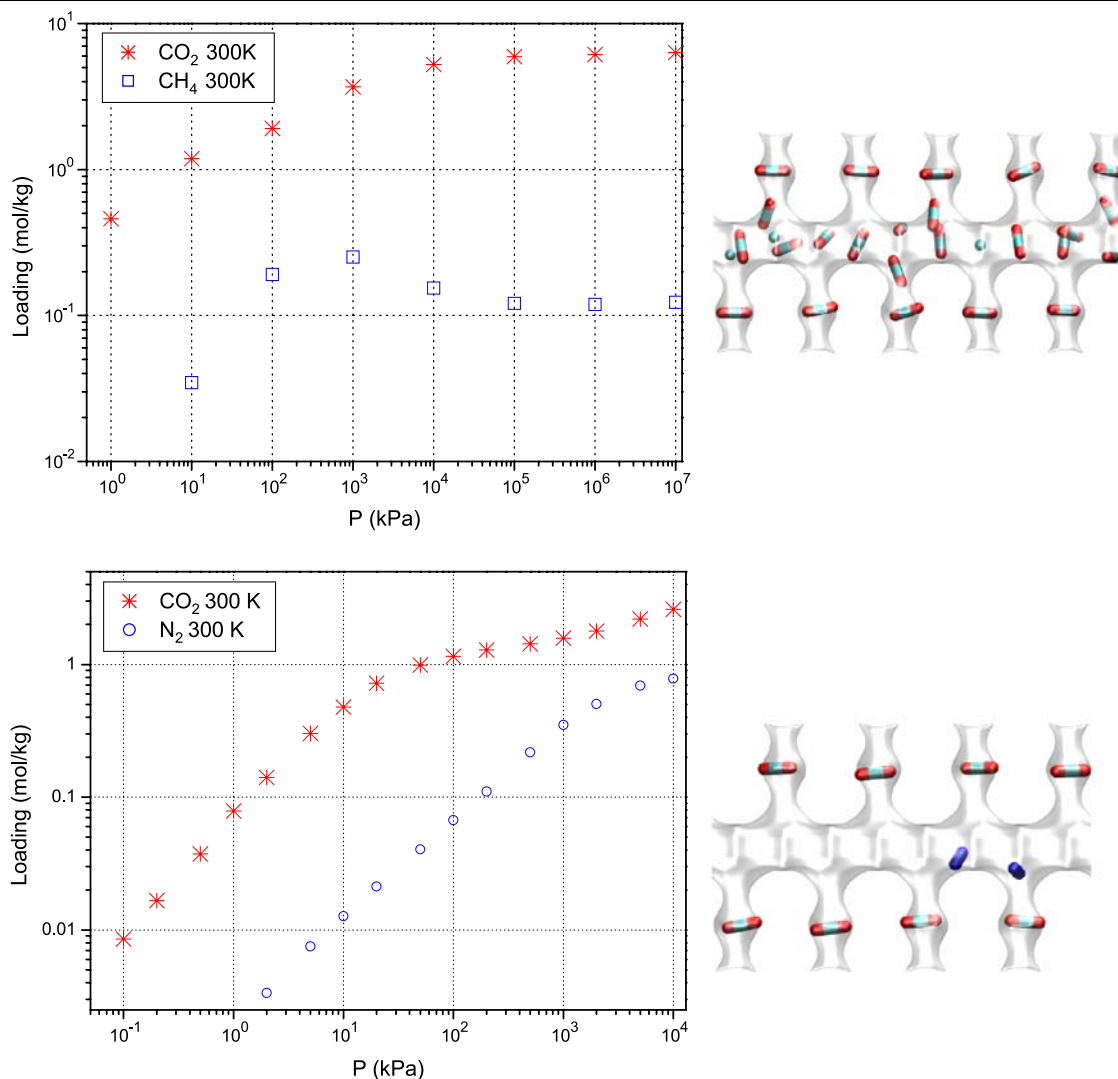 10¹
CO₂ 300K
CH₄ 300K
10⁰
Loading (mol/kg)
10⁻¹
10⁻²
10⁰ 10¹ 10² 10³ 10⁴ 10⁵ 10⁶ 10⁷
P (kPa)
CO₂ 300 K
N₂ 300 K
1
Loading (mol/kg)
0.1
0.01
10⁻¹ 10⁰ 10¹ 10² 10³ 10⁴
P (kPa)